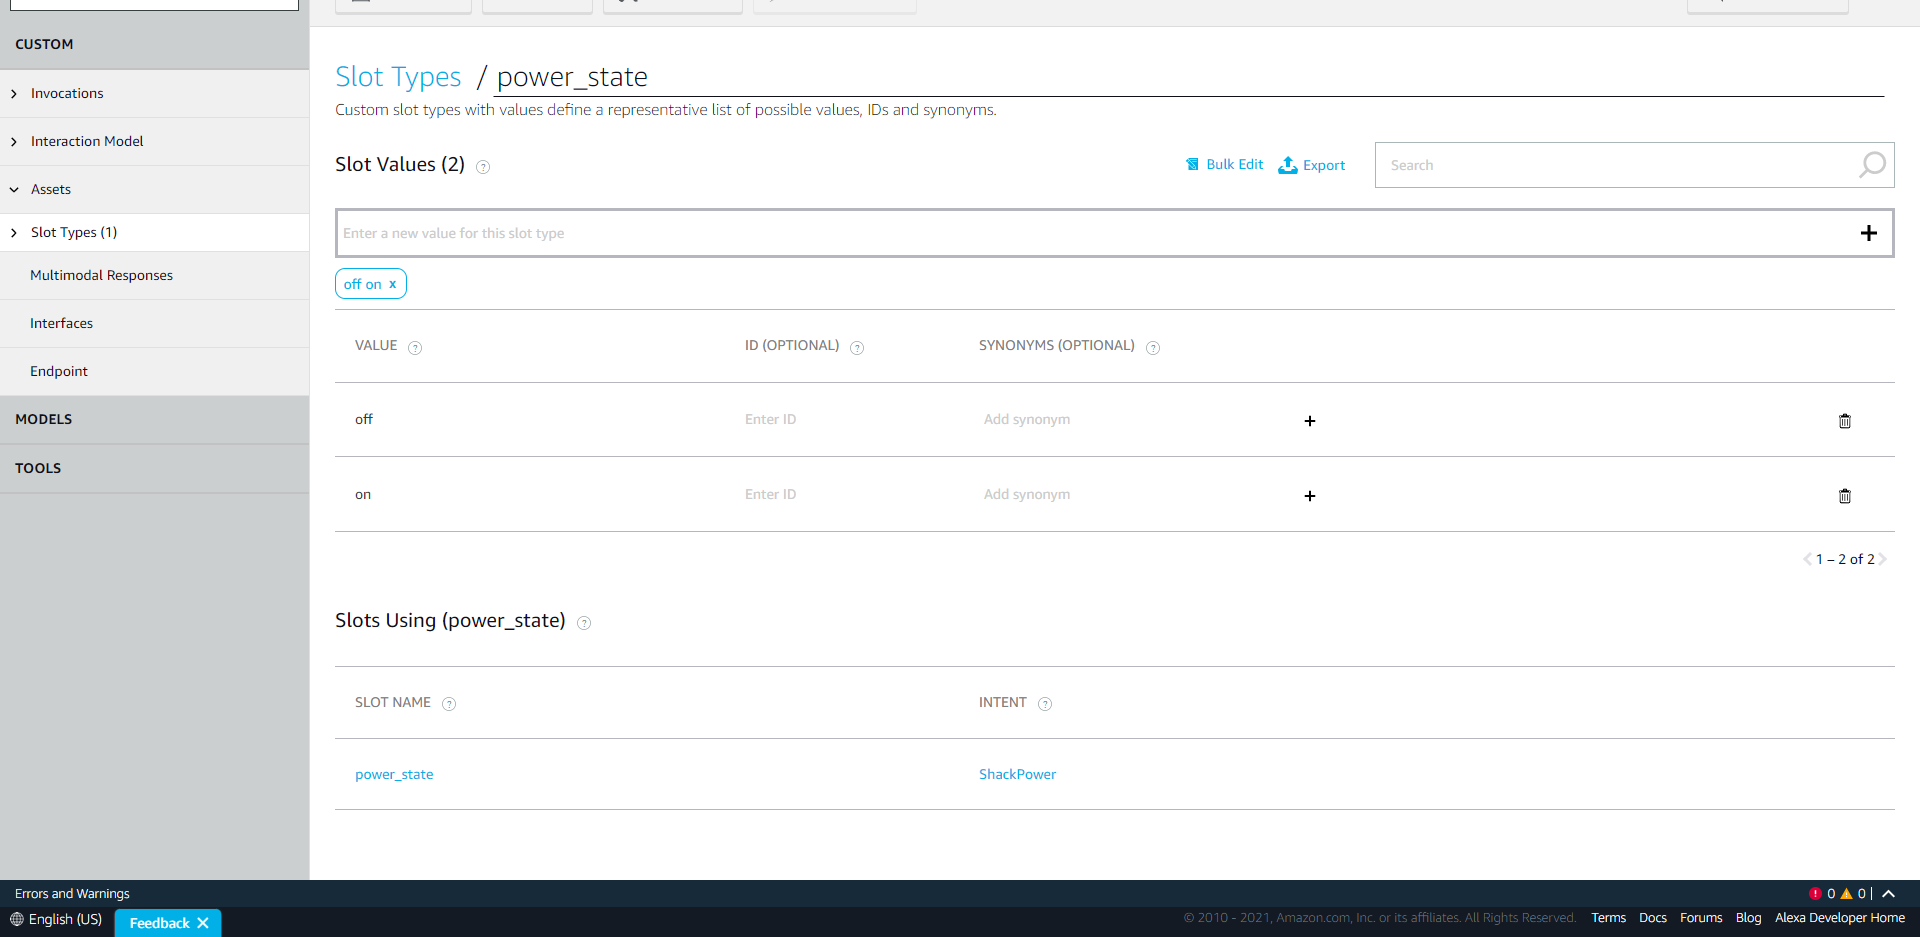 CUSTOM
Invocations
Interaction Model
Assets
Slot Types (1)
Multimodal Responses
Interfaces
Endpoint
MODELS
TOOLS
Slot Types / power_state
Custom slot types with values define a representative list of possible values, IDs and synonyms.
Slot Values (2) ?
Bulk Edit Export Search
Enter a new value for this slot type
off on x
VALUE ? ID (OPTIONAL) ? SYNONYMS (OPTIONAL) ?
off Enter ID Add synonym +
on Enter ID Add synonym +
1 – 2 of 2
Slots Using (power_state) ?
SLOT NAME ? INTENT ?
power_state ShackPower
Errors and Warnings 0 0 |
English (US) Feedback X © 2010 - 2021, Amazon.com, Inc. or its affiliates. All Rights Reserved. Terms Docs Forums Blog Alexa Developer Home